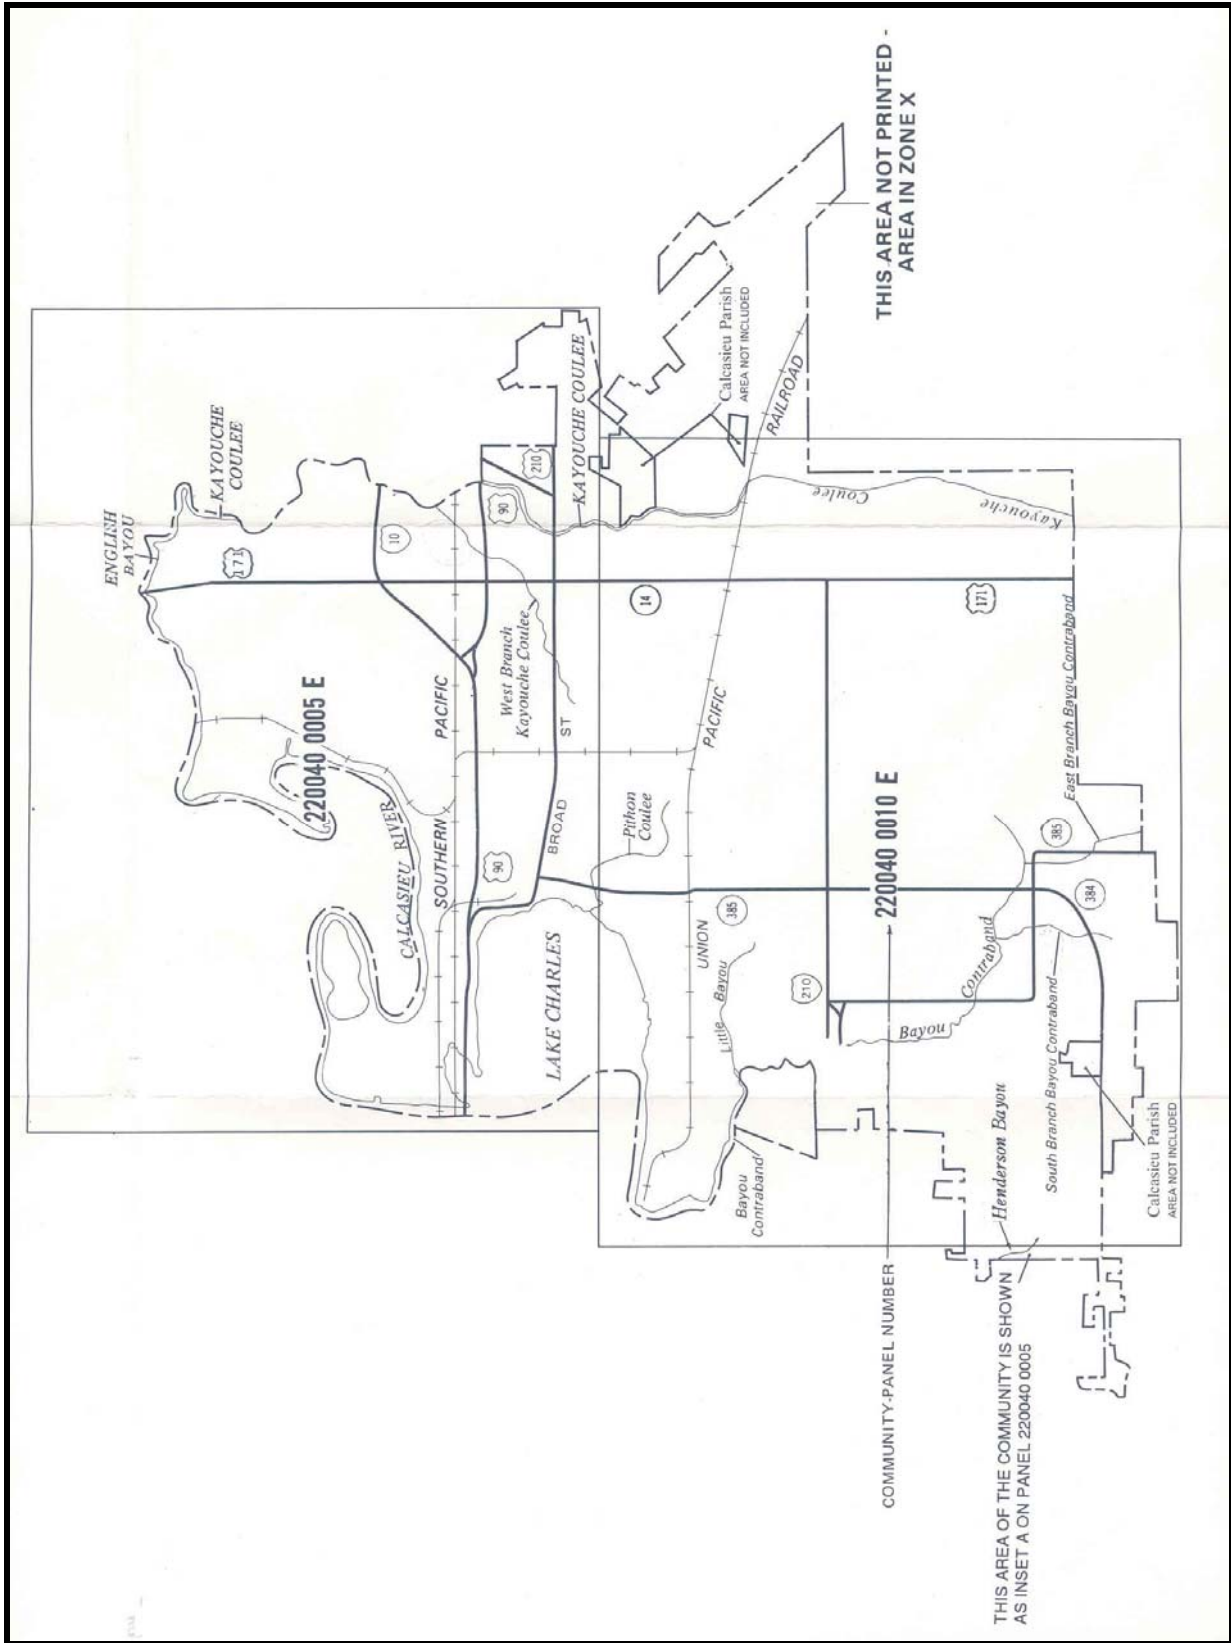 ENGLISH
BAYOU
KAYOUCHE
COULEE
171
220040 0005 E
CALCASIEU RIVER
10
SOUTHERN
PACIFIC
90
210
90
West Branch
Kayouche Coulee
BROAD
ST
KAYOUCHE COULEE
LAKE CHARLES
Calcasieu Parish
AREA NOT INCLUDED
THIS AREA NOT PRINTED -
AREA IN ZONE X
14
Pithon
Coulee
UNION
PACIFIC
RAILROAD
385
Little Bayou
Kayouche Coulee
Bayou
Contraband
210
220040 0010 E
COMMUNITY-PANEL NUMBER
Bayou Contraband
171
East Branch Bayou Contraband
385
384
South Branch Bayou Contraband
Henderson Bayou
Calcasieu Parish
AREA NOT INCLUDED
THIS AREA OF THE COMMUNITY IS SHOWN
AS INSET A ON PANEL 220040 0005